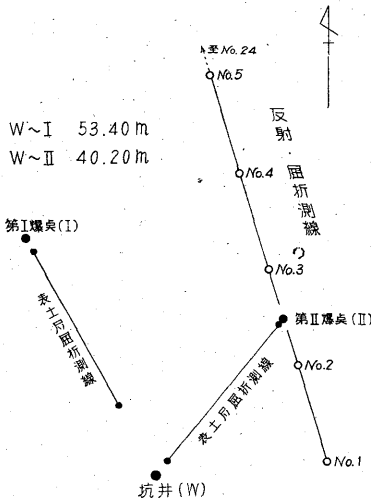 至No.24
No.5
反射・屈折測線
W～I 53.40m
W～II 40.20m
No.4
第I爆点(I)
No.3
表土局屈折測線
第II爆点(II)
表土局屈折測線
No.2
No.1
坑井(W)